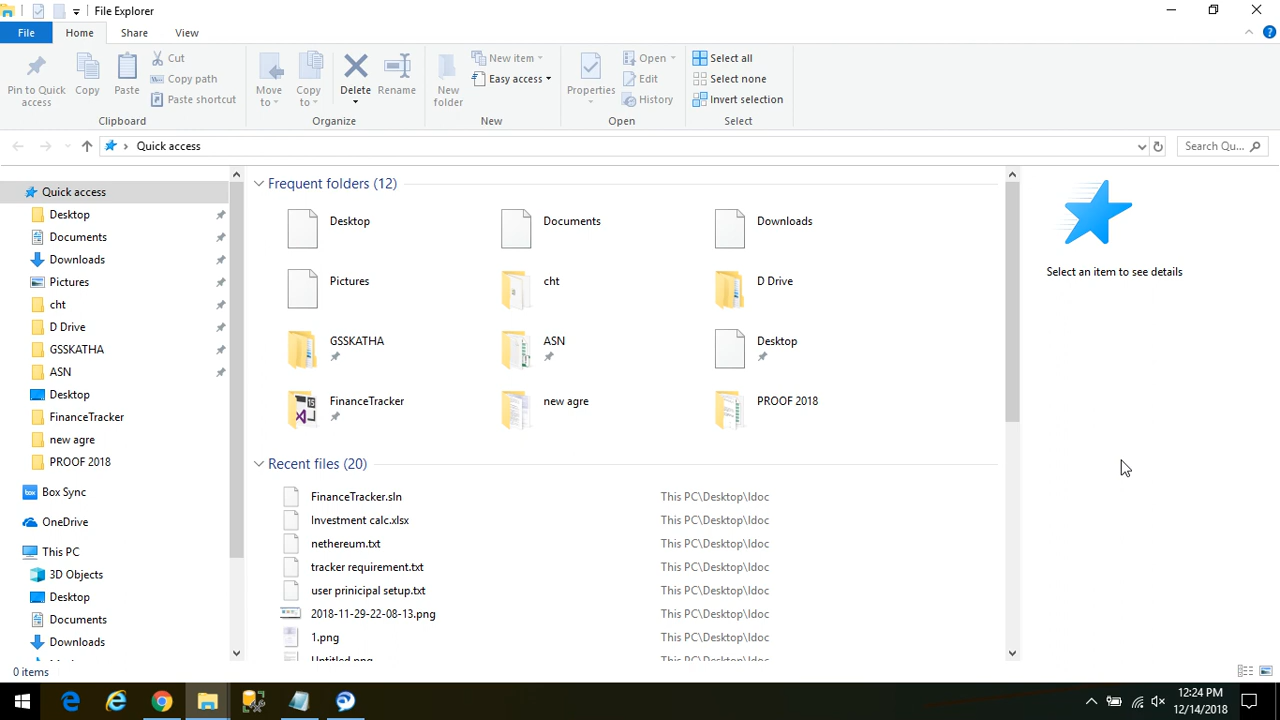 File Explorer
File Home Share View
Pin to Quick access
Copy
Paste
Cut
Copy path
Paste shortcut
Clipboard
Move to
Copy to
Delete
Rename
Organize
New folder
New item
Easy access
New
Properties
Open
Edit
History
Open
Select all
Select none
Invert selection
Select
Quick access
Search Qu...
Quick access
Desktop
Documents
Downloads
Pictures
cht
D Drive
GSSKATHA
ASN
Desktop
FinanceTracker
new agre
PROOF 2018
Box Sync
OneDrive
This PC
3D Objects
Desktop
Documents
Downloads
Frequent folders (12)
Desktop Documents Downloads
Pictures cht D Drive
GSSKATHA ASN Desktop
FinanceTracker new agre PROOF 2018
Recent files (20)
FinanceTracker.sln This PC\Desktop\Idoc
Investment calc.xlsx This PC\Desktop\Idoc
nethereum.txt This PC\Desktop\Idoc
tracker requirement.txt This PC\Desktop\Idoc
user prinicipal setup.txt This PC\Desktop\Idoc
2018-11-29-22-08-13.png This PC\Desktop\Idoc
1.png This PC\Desktop\Idoc
Untitled.png This PC\Desktop\Idoc
Select an item to see details
0 items
12:24 PM
12/14/2018